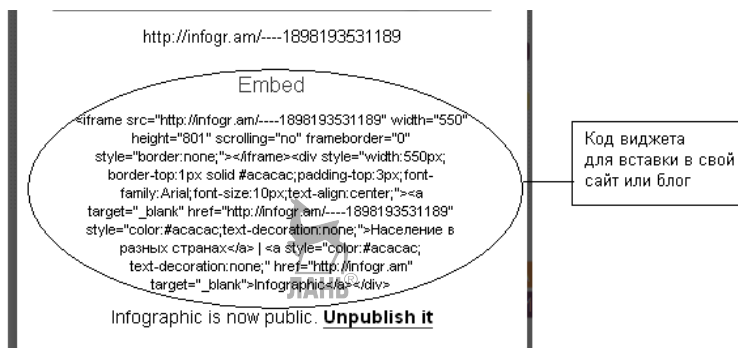 http://infogr.am/----1898193531189
Embed
<iframe src="http://infogr.am/----1898193531189" width="550"
height="801" scrolling="no" frameborder="0"
style="border:none;"></iframe><div style="width:550px;
border-top:1px solid #acacac;padding-top:3px;font-
family:Arial;font-size:10px;text-align:center;"><a
target="_blank" href="http://infogr.am/----1898193531189"
style="color:#acacac;text-decoration:none;">Население в
разных странах</a> | <a style="color:#acacac;
text-decoration:none;" href="http://infogr.am"
target="_blank">Infographic</a></div>
ЛАНЬ®
Infographic is now public. Unpublish it
Код виджета
для вставки в свой
сайт или блог